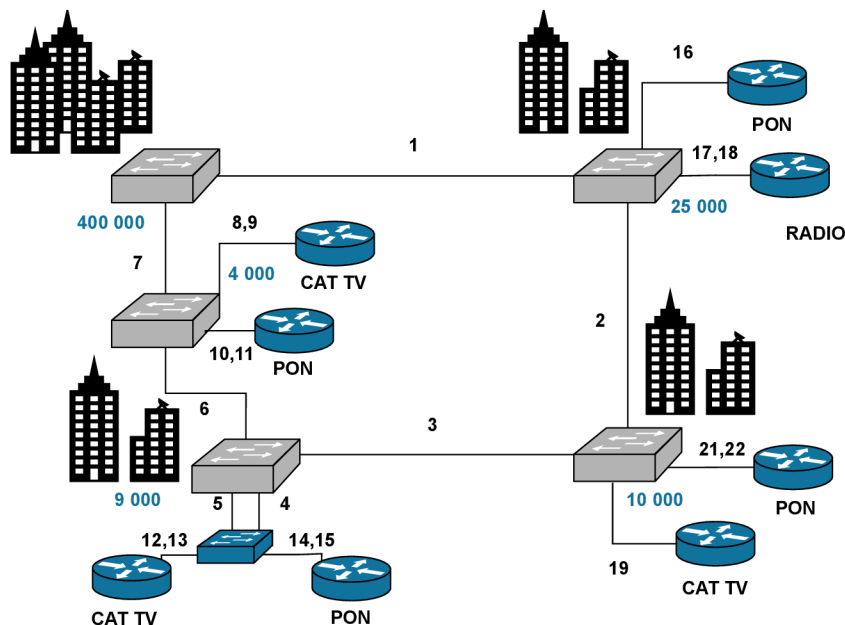 16
PON
1
17,18
400 000
25 000
8,9
RADIO
7
4 000
CAT TV
2
10,11
PON
6
3
21,22
9 000
5
4
10 000
PON
12,13
14,15
19
CAT TV
CAT TV
PON